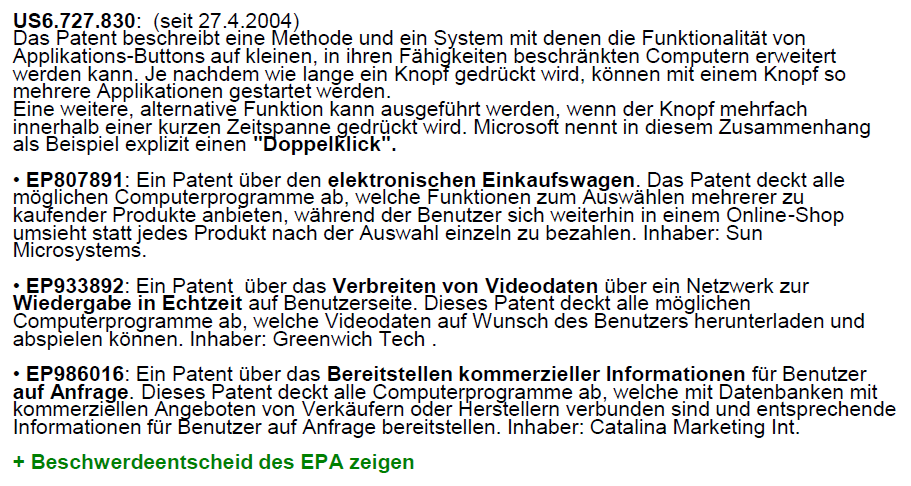 US6.727.830:  (seit 27.4.2004)
Das Patent beschreibt eine Methode und ein System mit denen die Funktionalität von
Applikations-Buttons auf kleinen, in ihren Fähigkeiten beschränkten Computern erweitert
werden kann. Je nachdem wie lange ein Knopf gedrückt wird, können mit einem Knopf so
mehrere Applikationen gestartet werden.
Eine weitere, alternative Funktion kann ausgeführt werden, wenn der Knopf mehrfach
innerhalb einer kurzen Zeitspanne gedrückt wird. Microsoft nennt in diesem Zusammenhang
als Beispiel explizit einen "Doppelklick".
• EP807891: Ein Patent über den elektronischen Einkaufswagen. Das Patent deckt alle
möglichen Computerprogramme ab, welche Funktionen zum Auswählen mehrerer zu
kaufender Produkte anbieten, während der Benutzer sich weiterhin in einem Online-Shop
umsieht statt jedes Produkt nach der Auswahl einzeln zu bezahlen. Inhaber: Sun
Microsystems.
• EP933892: Ein Patent  über das Verbreiten von Videodaten über ein Netzwerk zur
Wiedergabe in Echtzeit auf Benutzerseite. Dieses Patent deckt alle möglichen
Computerprogramme ab, welche Videodaten auf Wunsch des Benutzers herunterladen und
abspielen können. Inhaber: Greenwich Tech .
• EP986016: Ein Patent über das Bereitstellen kommerzieller Informationen für Benutzer
auf Anfrage. Dieses Patent deckt alle Computerprogramme ab, welche mit Datenbanken mit
kommerziellen Angeboten von Verkäufern oder Herstellern verbunden sind und entsprechende
Informationen für Benutzer auf Anfrage bereitstellen. Inhaber: Catalina Marketing Int.
+ Beschwerdeentscheid des EPA zeigen